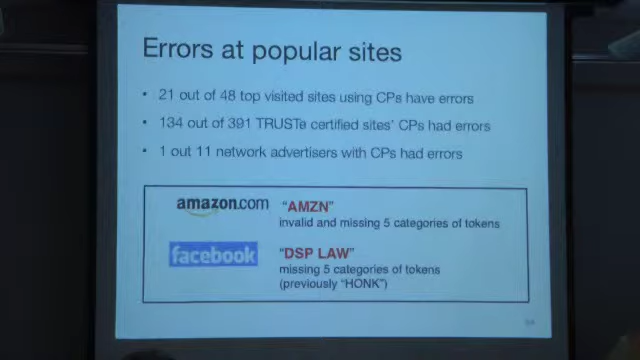 Errors at popular sites
• 21 out of 48 top visited sites using CPs have errors
• 134 out of 391 TRUSTe certified sites' CPs had errors
• 1 out 11 network advertisers with CPs had errors
amazon.com "AMZN"
invalid and missing 5 categories of tokens
facebook "DSP LAW"
missing 5 categories of tokens
(previously "HONK")